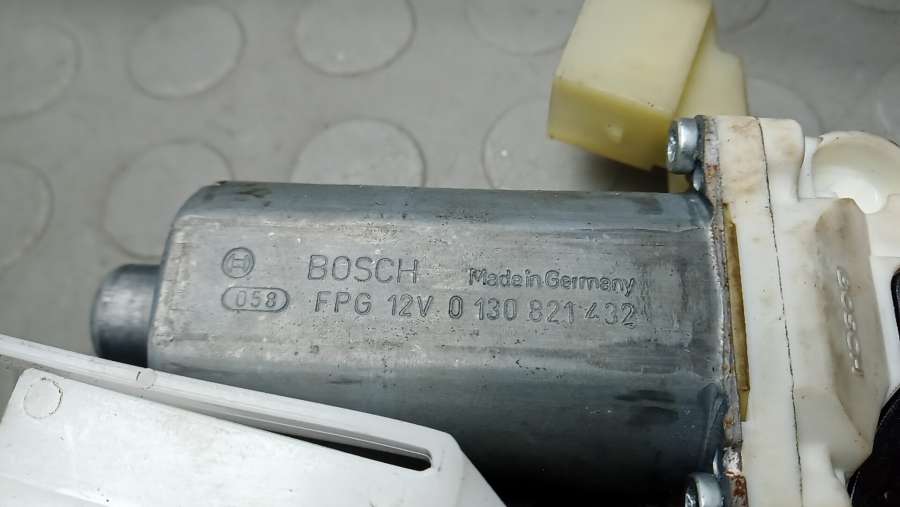 BOSCH Made in Germany
058 FPG 12V 0 130 821 432